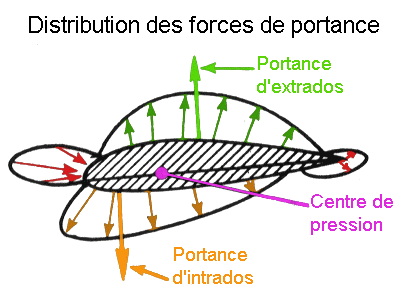 Distribution des forces de portance
Portance
d'extrados
Centre de
pression
Portance
d'intrados